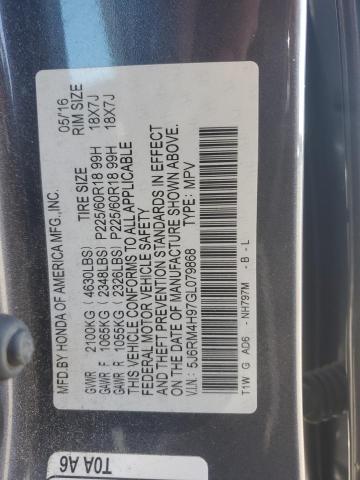 MFD.BY HONDA OF AMERICA MFG.,INC. 05/16
TIRE SIZE RIM SIZE
GVWR 2100KG (4630LBS)
GAWR F 1065KG (2348LBS) P225/60R18 99H 18X7J
GAWR R 1055KG (2326LBS) P225/60R18 99H 18X7J
THIS VEHICLE CONFORMS TO ALL APPLICABLE
FEDERAL MOTOR VEHICLE SAFETY
AND THEFT PREVENTION STANDARDS IN EFFECT
ON THE DATE OF MANUFACTURE SHOWN ABOVE.
V.I.N: 5J6RM4H97GL079868 TYPE: MPV
T1W G AD6 - NH797M - B - L
T0A A6